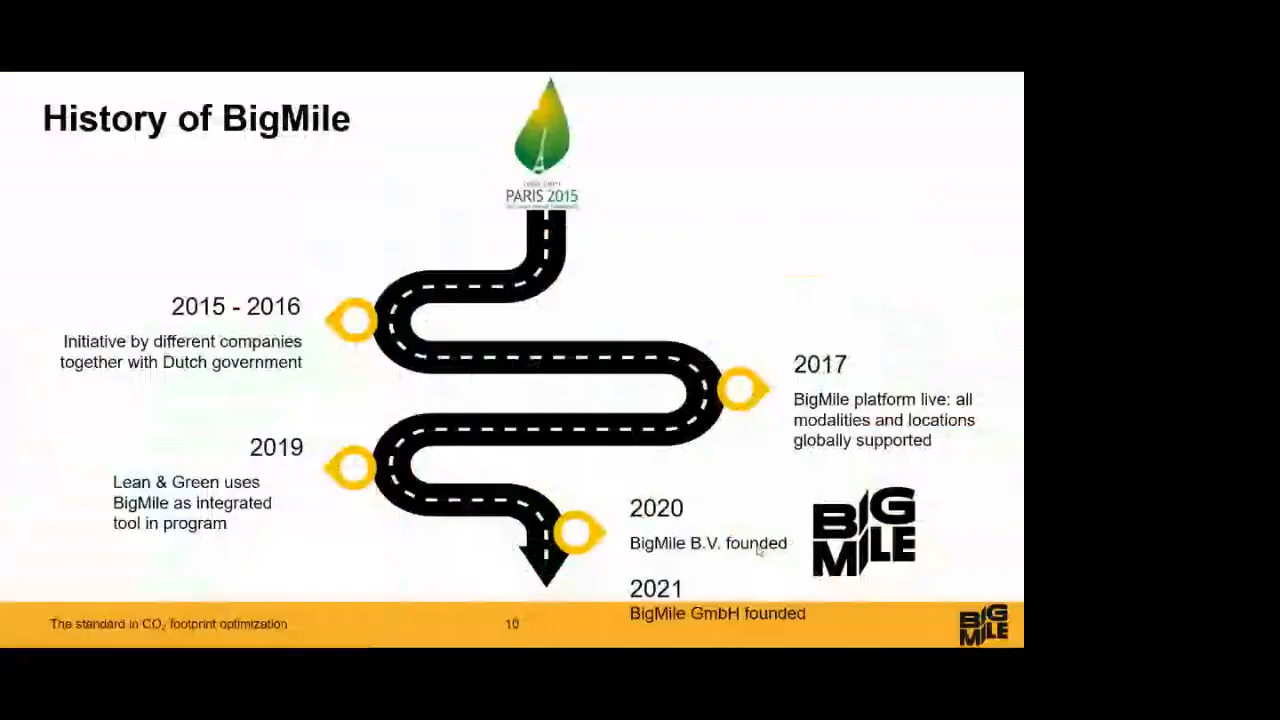 History of BigMile
PARIS 2015
2015 - 2016
Initiative by different companies
together with Dutch government
2017
BigMile platform live: all
modalities and locations
globally supported
2019
Lean & Green uses
BigMile as integrated
tool in program
2020
BigMile B.V. founded
BIG
MILE
2021
BigMile GmbH founded
The standard in CO₂ footprint optimization
10
BIG
MILE